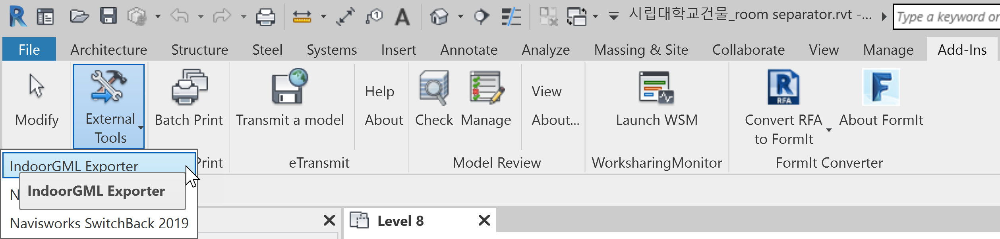 시립대학교건물_room separator.rvt -...
Type a keyword or
File Architecture Structure Steel Systems Insert Annotate Analyze Massing & Site Collaborate View Manage Add-Ins
Modify
External
Tools
Batch Print
Transmit a model
Help
About
Check
Manage
View
About...
Launch WSM
RFA
Convert RFA
to FormIt
About FormIt
Print
eTransmit
Model Review
WorksharingMonitor
FormIt Converter
IndoorGML Exporter
N
IndoorGML Exporter
Navisworks SwitchBack 2019
Level 8